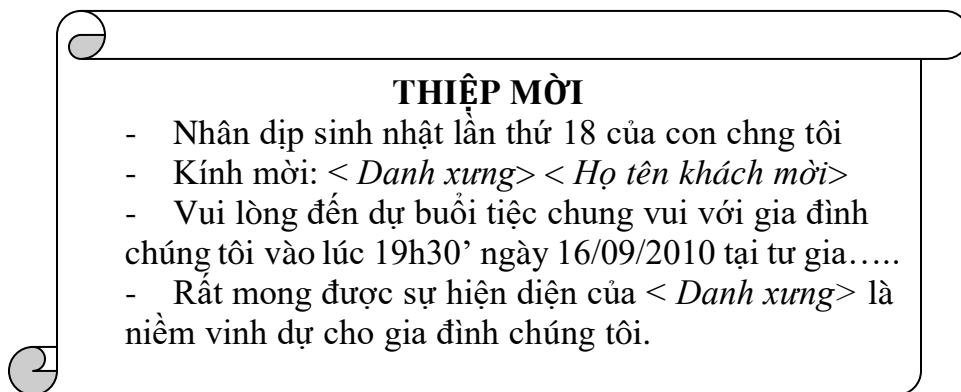 THIỆP MỜI
- Nhân dịp sinh nhật lần thứ 18 của con chng tôi
- Kính mời: < Danh xưng> < Họ tên khách mời>
- Vui lòng đến dự buổi tiệc chung vui với gia đình
chúng tôi vào lúc 19h30’ ngày 16/09/2010 tại tư gia…..
- Rất mong được sự hiện diện của < Danh xưng> là
niềm vinh dự cho gia đình chúng tôi.